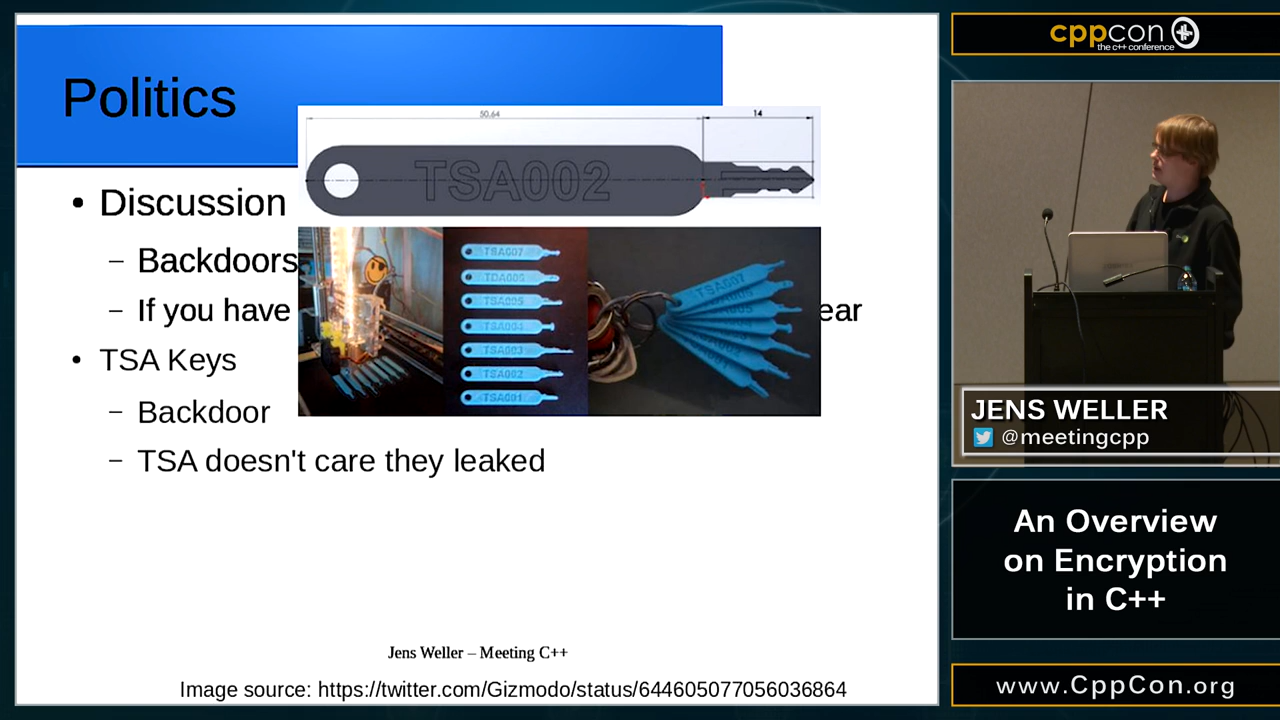 Politics
50.64
14
TSA002
Discussion
Backdoors
If you have
ear
TSA Keys
Backdoor
TSA doesn't care they leaked
TSA007
TSA006
TSA005
TSA004
TSA003
TSA002
TSA001
TSA007
Jens Weller – Meeting C++
Image source: https://twitter.com/Gizmodo/status/644605077056036864
cppcon
the c++ conference
JENS WELLER
@meetingcpp
An Overview
on Encryption
in C++
www.CppCon.org